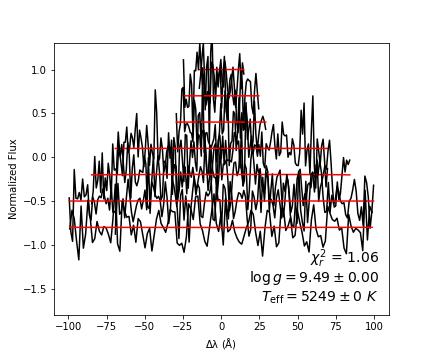 1.0
0.5
0.0
−0.5
−1.0
−1.5
Normalized Flux
χ²ᵣ = 1.06
log g = 9.49 ± 0.00
T_eff = 5249 ± 0 K
−100 −75 −50 −25 0 25 50 75 100
Δλ (Å)